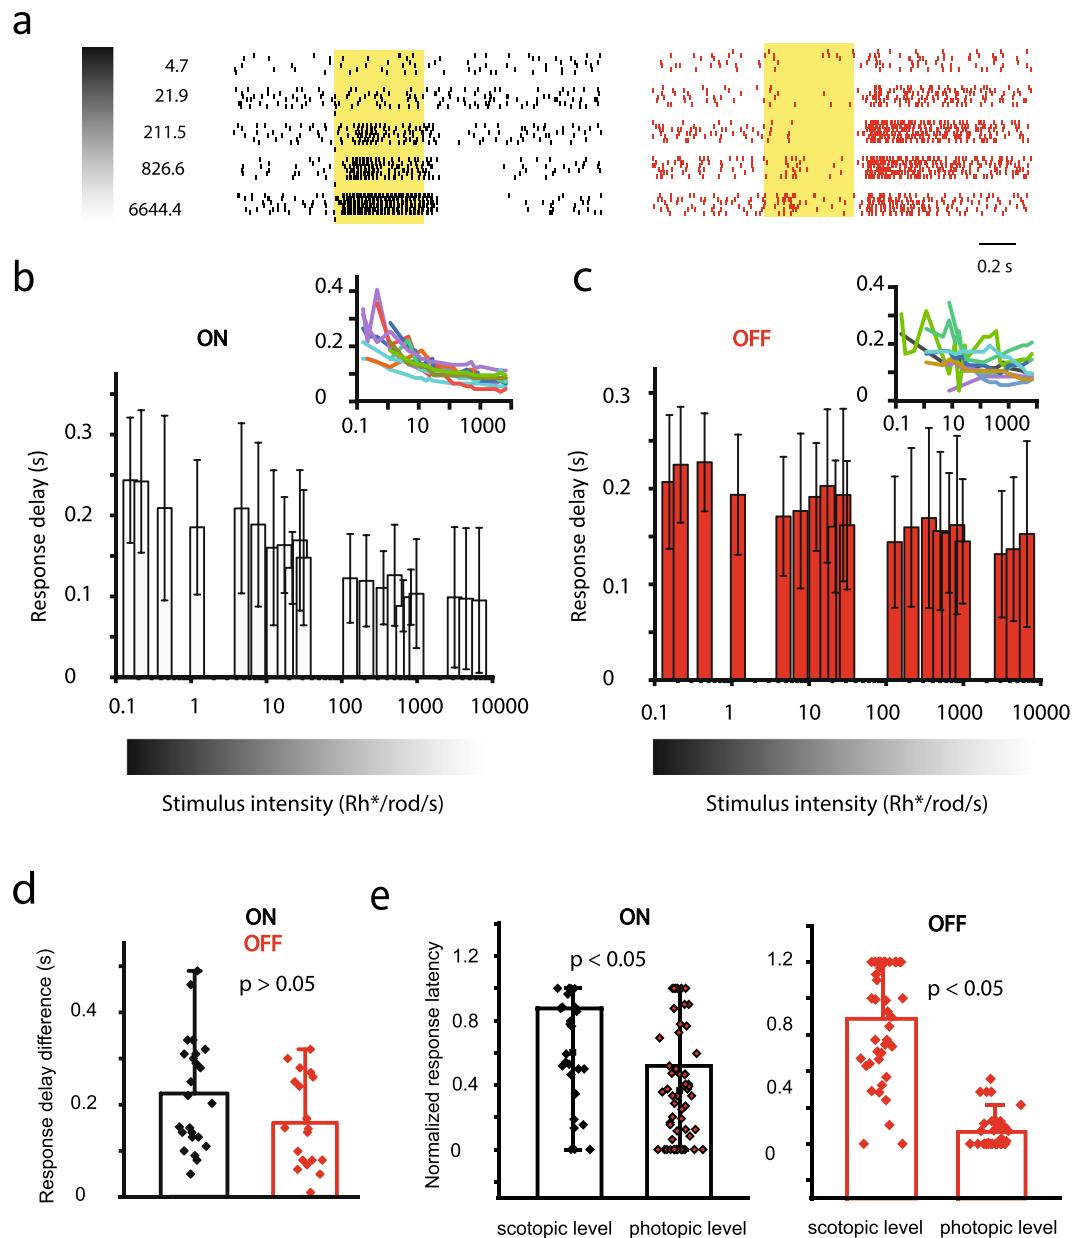 a
4.7
21.9
211.5
826.6
6644.4
0.2 s
b
ON
0.4
0.2
0
0.1
10
1000
Response delay (s)
0.3
0.2
0.1
0
0.1
1
10
100
1000
10000
Stimulus intensity (Rh*/rod/s)
c
OFF
0.4
0.2
0
0.1
10
1000
Response delay (s)
0.3
0.2
0.1
0
0.1
1
10
100
1000
10000
Stimulus intensity (Rh*/rod/s)
d
ON
OFF
p > 0.05
Response delay difference (s)
0.4
0.2
0
e
ON
p < 0.05
Normalized response latency
1.2
0.8
0.4
0
scotopic level
photopic level
OFF
p < 0.05
1.2
0.8
0.4
0
scotopic level
photopic level